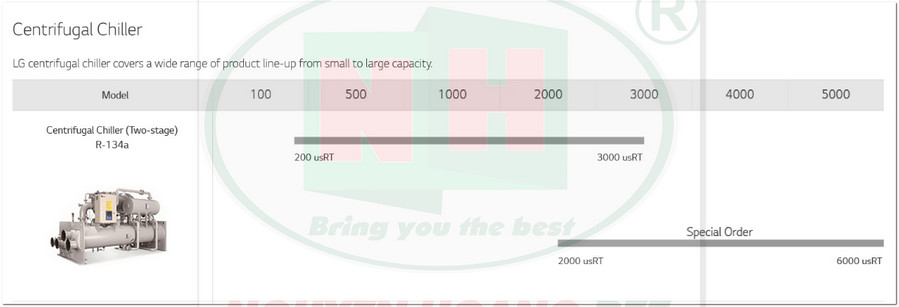 Centrifugal Chiller
LG centrifugal chiller covers a wide range of product line-up from small to large capacity.
Model 100 500 1000 2000 3000 4000 5000
Centrifugal Chiller (Two-stage)
R-134a
200 usRT 3000 usRT
Special Order
2000 usRT 6000 usRT
®
NH
Bring you the best